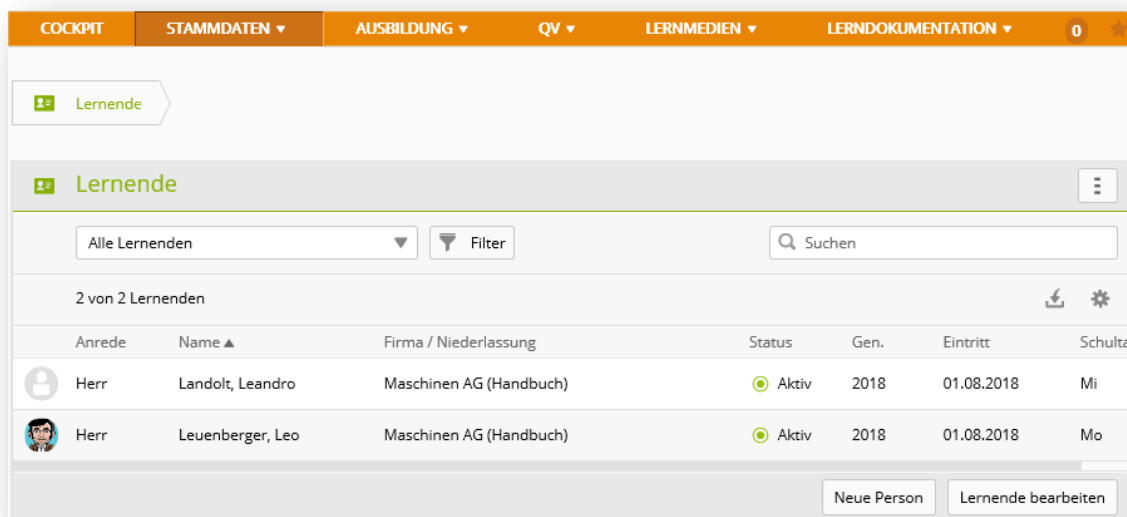 COCKPIT STAMMDATEN ▼ AUSBILDUNG ▼ QV ▼ LERNMEDIEN ▼ LERNDOKUMENTATION ▼ 0
Lernende
Lernende
Alle Lernenden ▼ Filter Suchen
2 von 2 Lernenden
Anrede Name ▲ Firma / Niederlassung Status Gen. Eintritt Schulta
Herr Landolt, Leandro Maschinen AG (Handbuch) Aktiv 2018 01.08.2018 Mi
Herr Leuenberger, Leo Maschinen AG (Handbuch) Aktiv 2018 01.08.2018 Mo
Neue Person Lernende bearbeiten